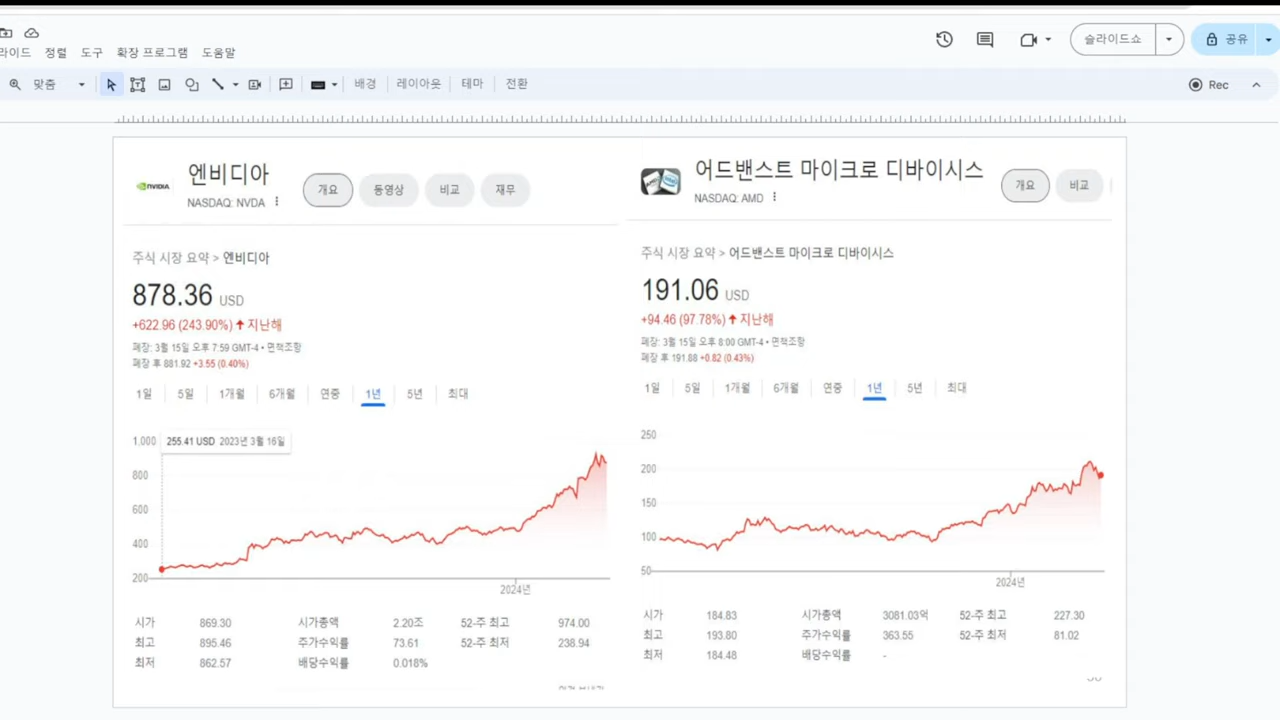 라이드 정렬 도구 확장 프로그램 도움말
슬라이드쇼 공유
맞춤 배경 레이아웃 테마 전환 Rec
NVIDIA
엔비디아
NASDAQ: NVDA
개요 동영상 비교 재무
주식 시장 요약 > 엔비디아
878.36 USD
+622.96 (243.90%) 지난해
폐장: 3월 15일 오후 7:59 GMT-4 • 면책조항
폐장 후 881.92 +3.55 (0.40%)
1일 5일 1개월 6개월 연중 1년 5년 최대
255.41 USD 2023년 3월 16일
1,000
800
600
400
200
2024년
시가 869.30 시가총액 2.20조 52-주 최고 974.00
최고 895.46 주가수익률 73.61 52-주 최저 238.94
최저 862.57 배당수익률 0.018%
어드밴스트 마이크로 디바이시스
NASDAQ: AMD
개요 비교
주식 시장 요약 > 어드밴스트 마이크로 디바이시스
191.06 USD
+94.46 (97.78%) 지난해
폐장: 3월 15일 오후 8:00 GMT-4 • 면책조항
폐장 후 191.88 +0.82 (0.43%)
1일 5일 1개월 6개월 연중 1년 5년 최대
250
200
150
100
50
2024년
시가 184.83 시가총액 3081.03억 52-주 최고 227.30
최고 193.80 주가수익률 363.55 52-주 최저 81.02
최저 184.48 배당수익률 -